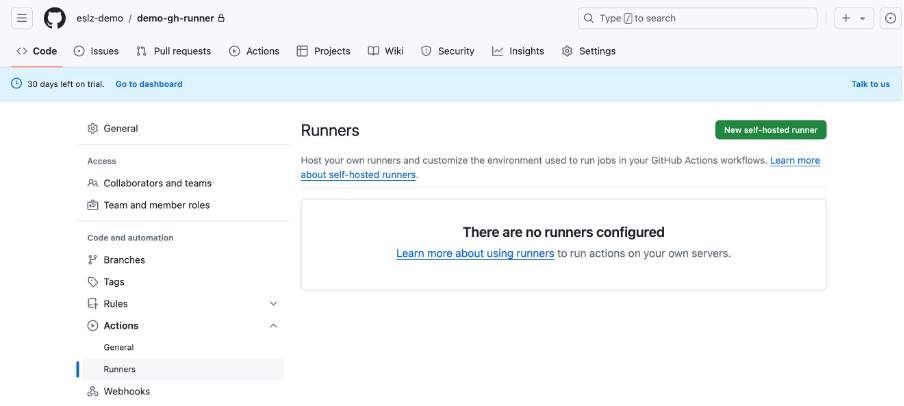 eslz-demo / demo-gh-runner
Type / to search
Code Issues Pull requests Actions Projects Wiki Security Insights Settings
30 days left on trial. Go to dashboard Talk to us
General
Access
Collaborators and teams
Team and member roles
Code and automation
Branches
Tags
Rules
Actions
General
Runners
Webhooks
Runners
New self-hosted runner
Host your own runners and customize the environment used to run jobs in your GitHub Actions workflows. Learn more
about self-hosted runners.
There are no runners configured
Learn more about using runners to run actions on your own servers.